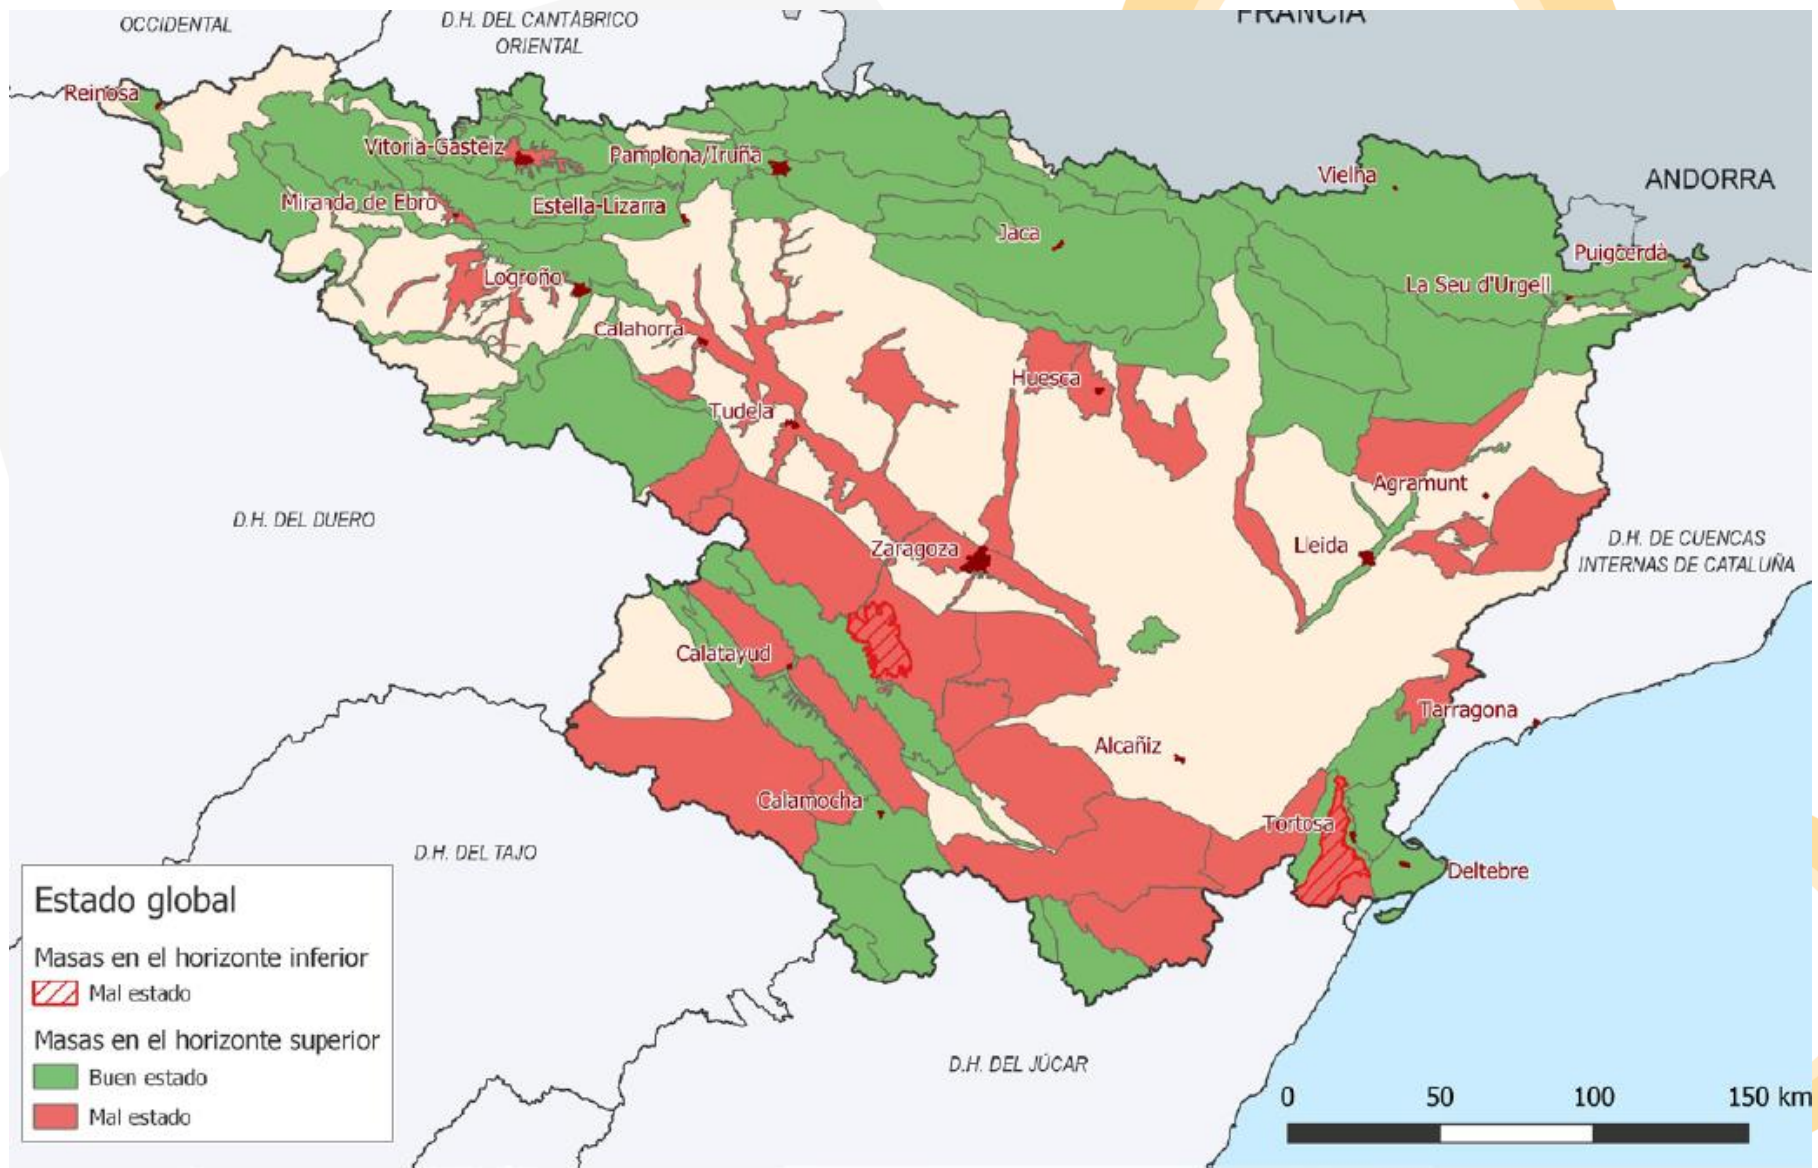 OCCIDENTAL
D.H. DEL CANTÁBRICO
ORIENTAL
FRANCIA
Reinosa
Vitoria-Gasteiz
Pamplona/Iruña
Vielha
ANDORRA
Miranda de Ebro
Estella-Lizarra
Jaca
Puigcerdà
La Seu d'Urgell
Logroño
Calahorra
Huesca
Tudela
Agramunt
D.H. DEL DUERO
Zaragoza
Lleida
D.H. DE CUENCAS
INTERNAS DE CATALUÑA
Calatayud
Tarragona
Alcañiz
Calamocha
Tortosa
D.H. DEL TAJO
Deltebre
Estado global
Masas en el horizonte inferior
Mal estado
Masas en el horizonte superior
Buen estado
Mal estado
D.H. DEL JÚCAR
0 50 100 150 km